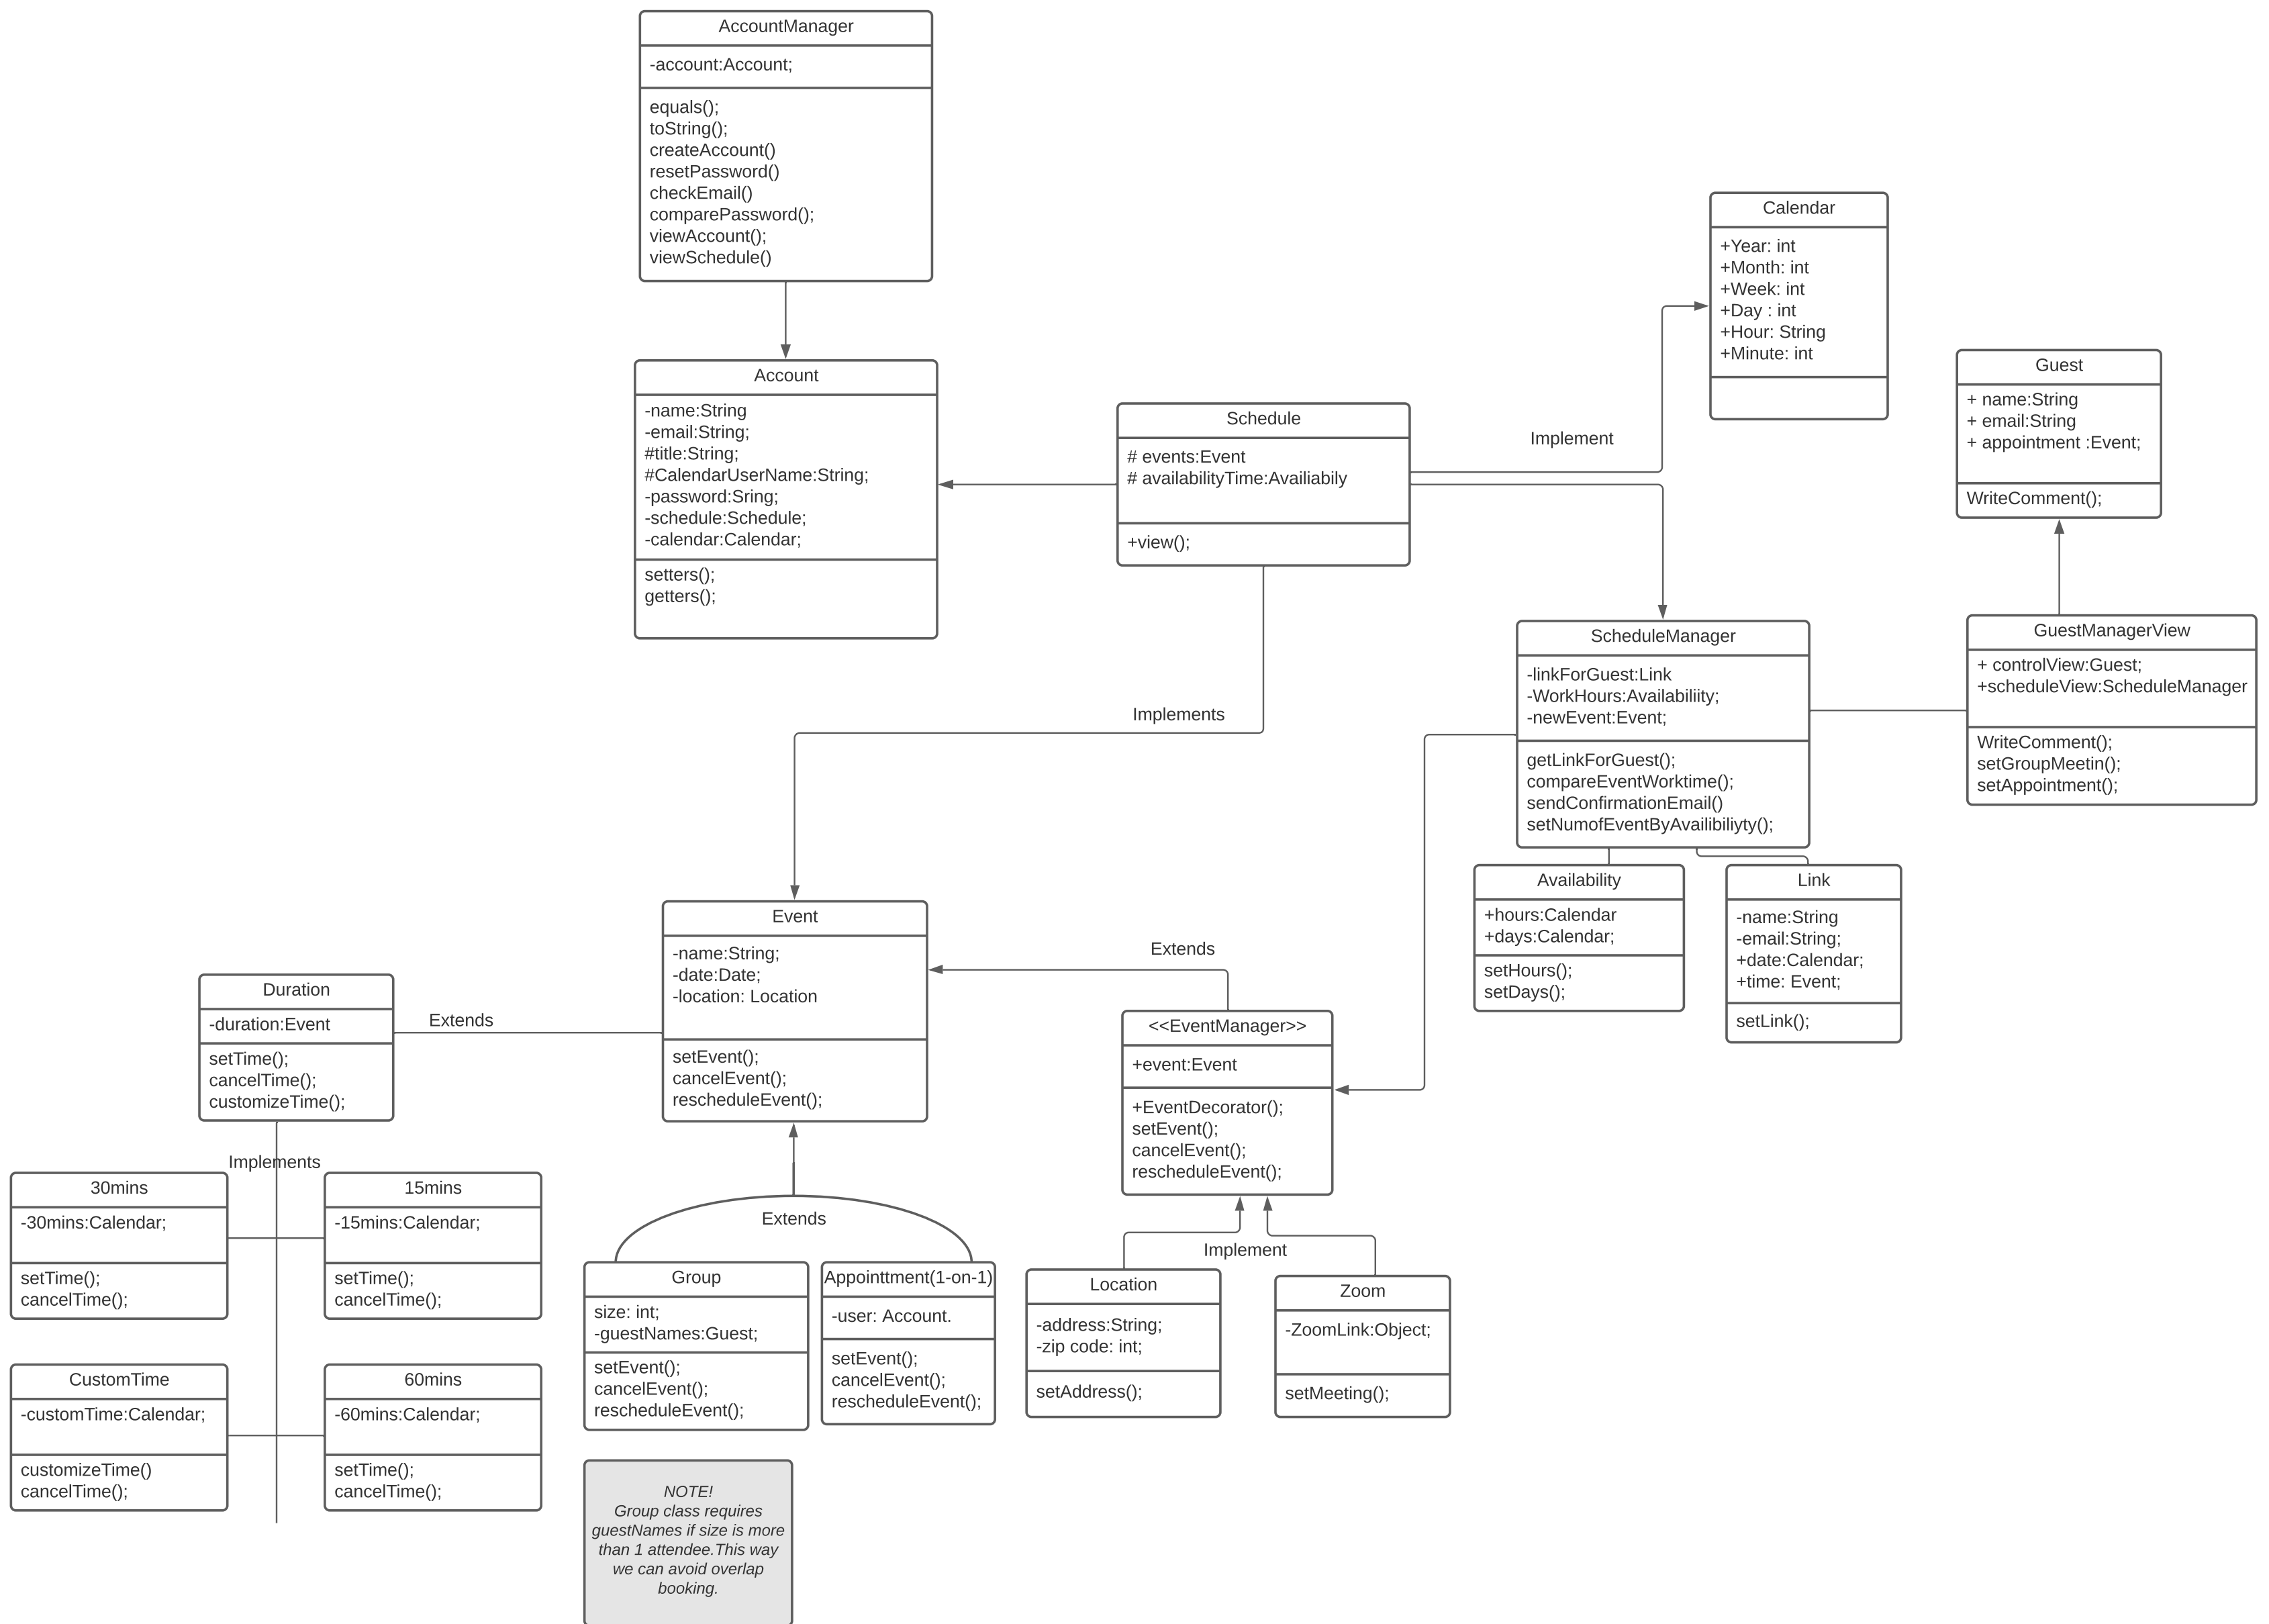 AccountManager
-account:Account;
equals();
toString();
createAccount()
resetPassword()
checkEmail()
comparePassword();
viewAccount();
viewSchedule()
Calendar
+Year: int
+Month: int
+Week: int
+Day : int
+Hour: String
+Minute: int
Guest
+ name:String
+ email:String
+ appointment :Event;
WriteComment();
Account
-name:String
-email:String;
#title:String;
#CalendarUserName:String;
-password:Sring;
-schedule:Schedule;
-calendar:Calendar;
setters();
getters();
Schedule
# events:Event
# availabilityTime:Availiabily
+view();
Implement
ScheduleManager
-linkForGuest:Link
-WorkHours:Availabiliity;
-newEvent:Event;
getLinkForGuest();
compareEventWorktime();
sendConfirmationEmail()
setNumofEventByAvailibiliyty();
GuestManagerView
+ controlView:Guest;
+scheduleView:ScheduleManager
WriteComment();
setGroupMeetin();
setAppointment();
Implements
Availability
+hours:Calendar
+days:Calendar;
setHours();
setDays();
Link
-name:String
-email:String;
+date:Calendar;
+time: Event;
setLink();
Event
-name:String;
-date:Date;
-location: Location
setEvent();
cancelEvent();
rescheduleEvent();
Extends
Duration
-duration:Event
setTime();
cancelTime();
customizeTime();
Extends
<<EventManager>>
+event:Event
+EventDecorator();
setEvent();
cancelEvent();
rescheduleEvent();
Implements
30mins
-30mins:Calendar;
setTime();
cancelTime();
15mins
-15mins:Calendar;
setTime();
cancelTime();
Extends
Implement
Group
size: int;
-guestNames:Guest;
setEvent();
cancelEvent();
rescheduleEvent();
Appointtment(1-on-1)
-user: Account.
setEvent();
cancelEvent();
rescheduleEvent();
Location
-address:String;
-zip code: int;
setAddress();
Zoom
-ZoomLink:Object;
setMeeting();
CustomTime
-customTime:Calendar;
customizeTime()
cancelTime();
60mins
-60mins:Calendar;
setTime();
cancelTime();
NOTE!
Group class requires
guestNames if size is more
than 1 attendee.This way
we can avoid overlap
booking.